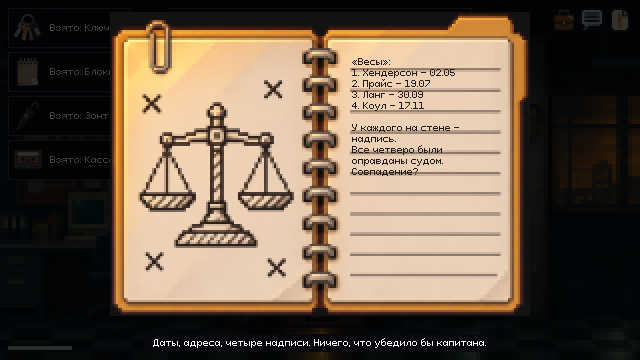 Взято: Ключ
Взято: Блок
Взято: Зонт
Взято: Касс
«Весы»:
1. Хендерсон – 02.05
2. Прайс – 19.07
3. Ланг – 30.09
4. Коул – 17.11
У каждого на стене –
надпись.
Все четверо были
оправданы судом.
Совпадение?
Даты, адреса, четыре надписи. Ничего, что убедило бы капитана.